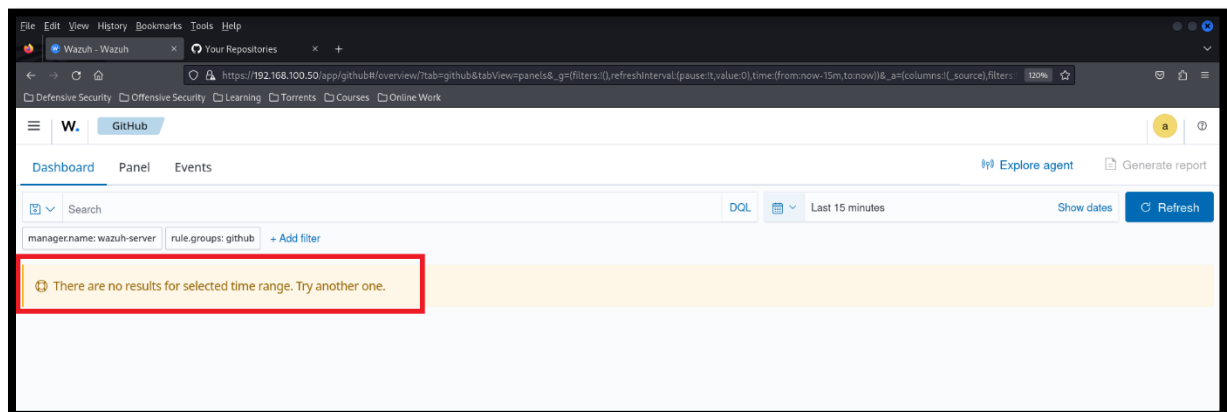 File Edit View History Bookmarks Tools Help
Wazuh - Wazuh × Your Repositories × +
https://192.168.100.50/app/github#/overview/?tab=github&tabView=panels&_g=(filters:!(),refreshInterval:(pause:!t,value:0),time:(from:now-15m,to:now))&_a=(columns:!(_source),filters: 120%
Defensive Security Offensive Security Learning Torrents Courses Online Work
W. GitHub a
Dashboard Panel Events Explore agent Generate report
Search DQL Last 15 minutes Show dates Refresh
manager.name: wazuh-server rule.groups: github + Add filter
There are no results for selected time range. Try another one.